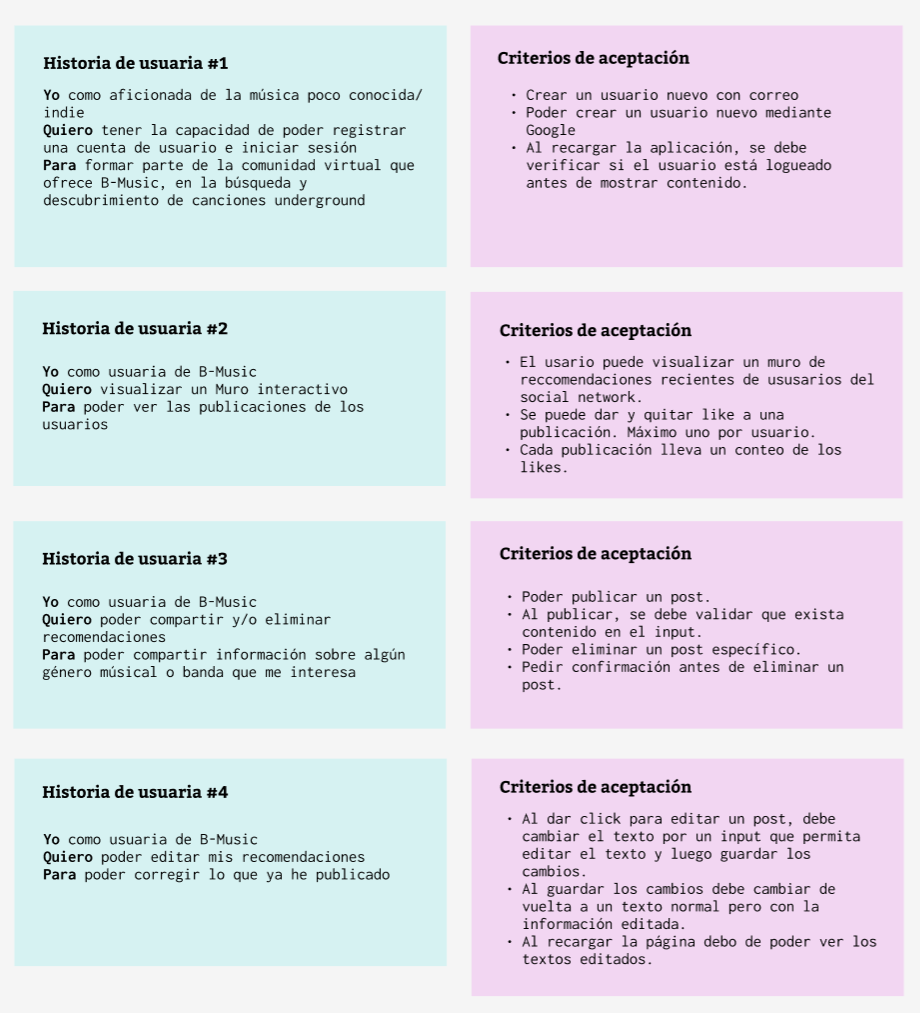 Historia de usuaria #1
Yo como aficionada de la música poco conocida/
indie
Quiero tener la capacidad de poder registrar
una cuenta de usuario e iniciar sesión
Para formar parte de la comunidad virtual que
ofrece B-Music, en la búsqueda y
descubrimiento de canciones underground
Criterios de aceptación
• Crear un usuario nuevo con correo
• Poder crear un usuario nuevo mediante
Google
• Al recargar la aplicación, se debe
verificar si el usuario está logueado
antes de mostrar contenido.
Historia de usuaria #2
Yo como usuaria de B-Music
Quiero visualizar un Muro interactivo
Para poder ver las publicaciones de los
usuarios
Criterios de aceptación
• El usario puede visualizar un muro de
reccomendaciones recientes de ususarios del
social network.
• Se puede dar y quitar like a una
publicación. Máximo uno por usuario.
• Cada publicación lleva un conteo de los
likes.
Historia de usuaria #3
Yo como usuaria de B-Music
Quiero poder compartir y/o eliminar
recomendaciones
Para poder compartir información sobre algún
género músical o banda que me interesa
Criterios de aceptación
• Poder publicar un post.
• Al publicar, se debe validar que exista
contenido en el input.
• Poder eliminar un post específico.
• Pedir confirmación antes de eliminar un
post.
Historia de usuaria #4
Yo como usuaria de B-Music
Quiero poder editar mis recomendaciones
Para poder corregir lo que ya he publicado
Criterios de aceptación
• Al dar click para editar un post, debe
cambiar el texto por un input que permita
editar el texto y luego guardar los
cambios.
• Al guardar los cambios debe cambiar de
vuelta a un texto normal pero con la
información editada.
• Al recargar la página debo de poder ver los
textos editados.